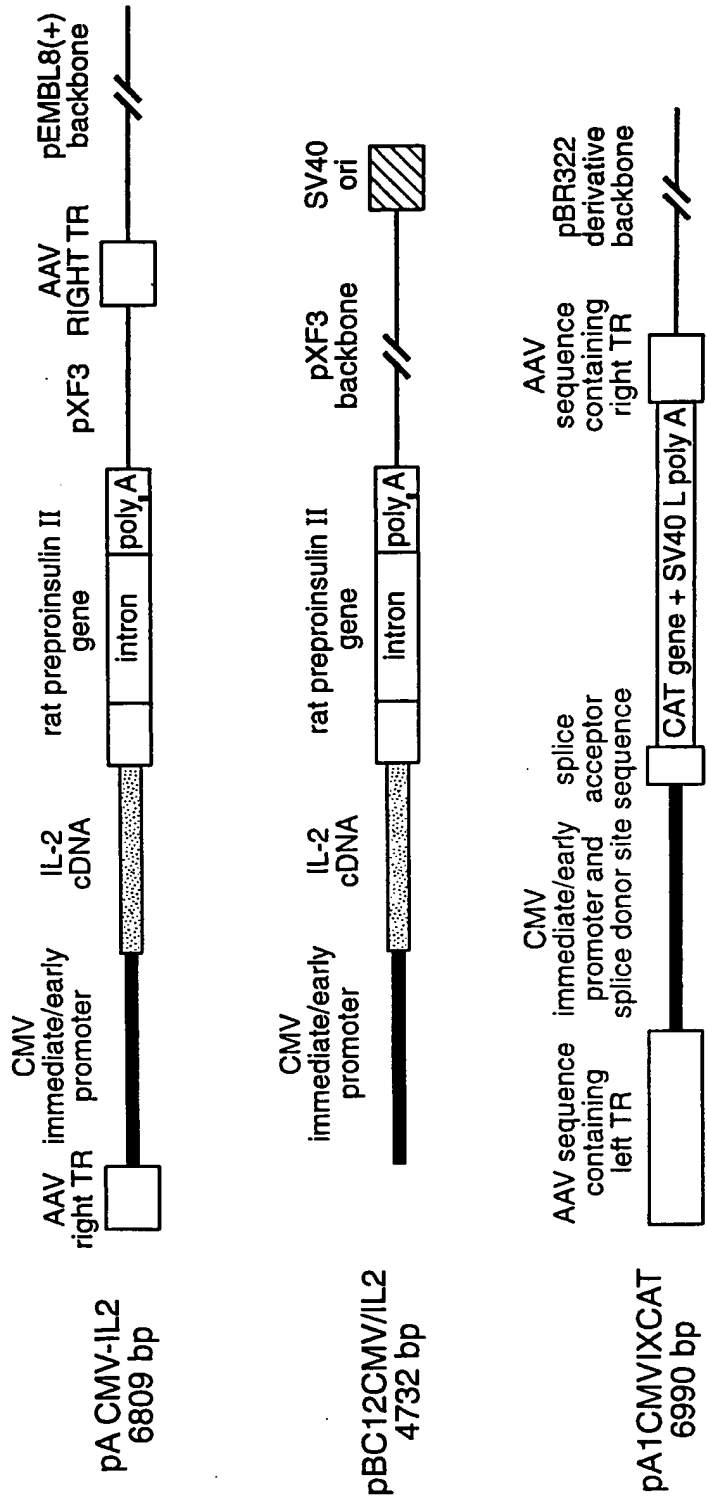 pA CMV-IL2
6809 bp
AAV
right TR
CMV
immediate/early
promoter
IL-2
cDNA
rat preproinsulin II
gene
intron
poly A
pXF3
AAV
RIGHT TR
pEMBL8(+)
backbone
pBC12CMV/IL2
4732 bp
CMV
immediate/early
promoter
IL-2
cDNA
rat preproinsulin II
gene
intron
poly A
pXF3
backbone
SV40
ori
pA1CMVIXCAT
6990 bp
AAV sequence
containing
left TR
CMV
immediate/early
promoter and
splice donor site
splice
acceptor
sequence
CAT gene + SV40 L poly A
AAV
sequence
containing
right TR
pBR322
derivative
backbone